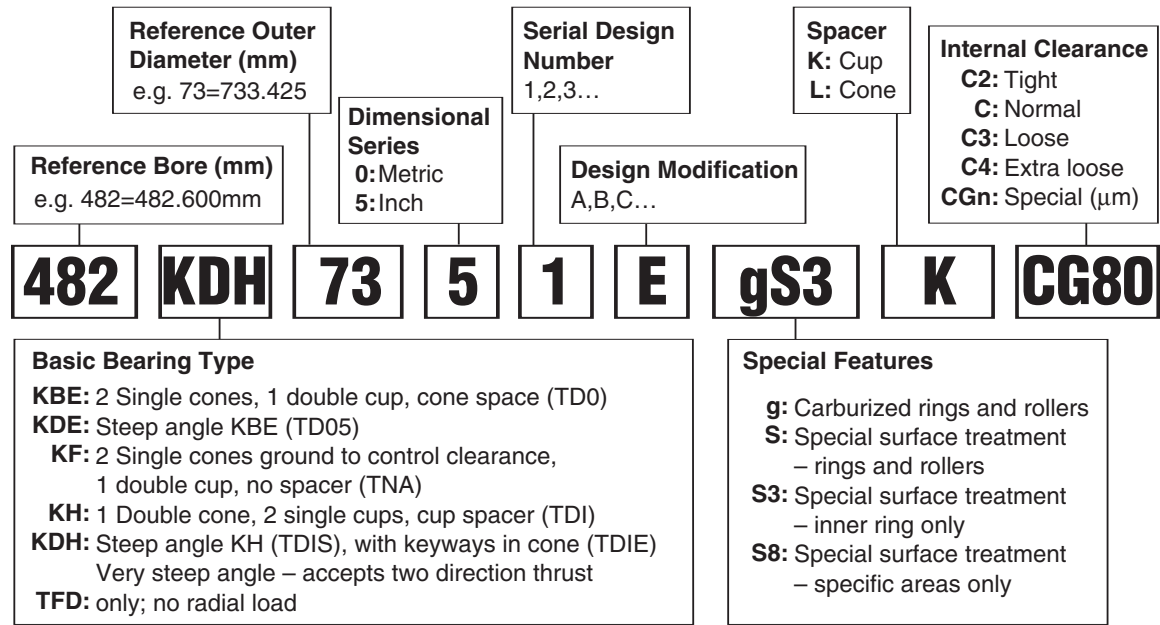 Reference Outer
Diameter (mm)
e.g. 73=733.425
Serial Design
Number
1,2,3...
Spacer
K: Cup
L: Cone
Internal Clearance
C2: Tight
C: Normal
C3: Loose
C4: Extra loose
CGn: Special (μm)
Dimensional
Series
0:Metric
5:Inch
Reference Bore (mm)
e.g. 482=482.600mm
Design Modification
A,B,C...
482 KDH 73 5 1 E gS3 K CG80
Basic Bearing Type
KBE: 2 Single cones, 1 double cup, cone space (TD0)
KDE: Steep angle KBE (TD05)
KF: 2 Single cones ground to control clearance,
1 double cup, no spacer (TNA)
KH: 1 Double cone, 2 single cups, cup spacer (TDI)
KDH: Steep angle KH (TDIS), with keyways in cone (TDIE)
Very steep angle – accepts two direction thrust
TFD: only; no radial load
Special Features
g: Carburized rings and rollers
S: Special surface treatment
– rings and rollers
S3: Special surface treatment
– inner ring only
S8: Special surface treatment
– specific areas only